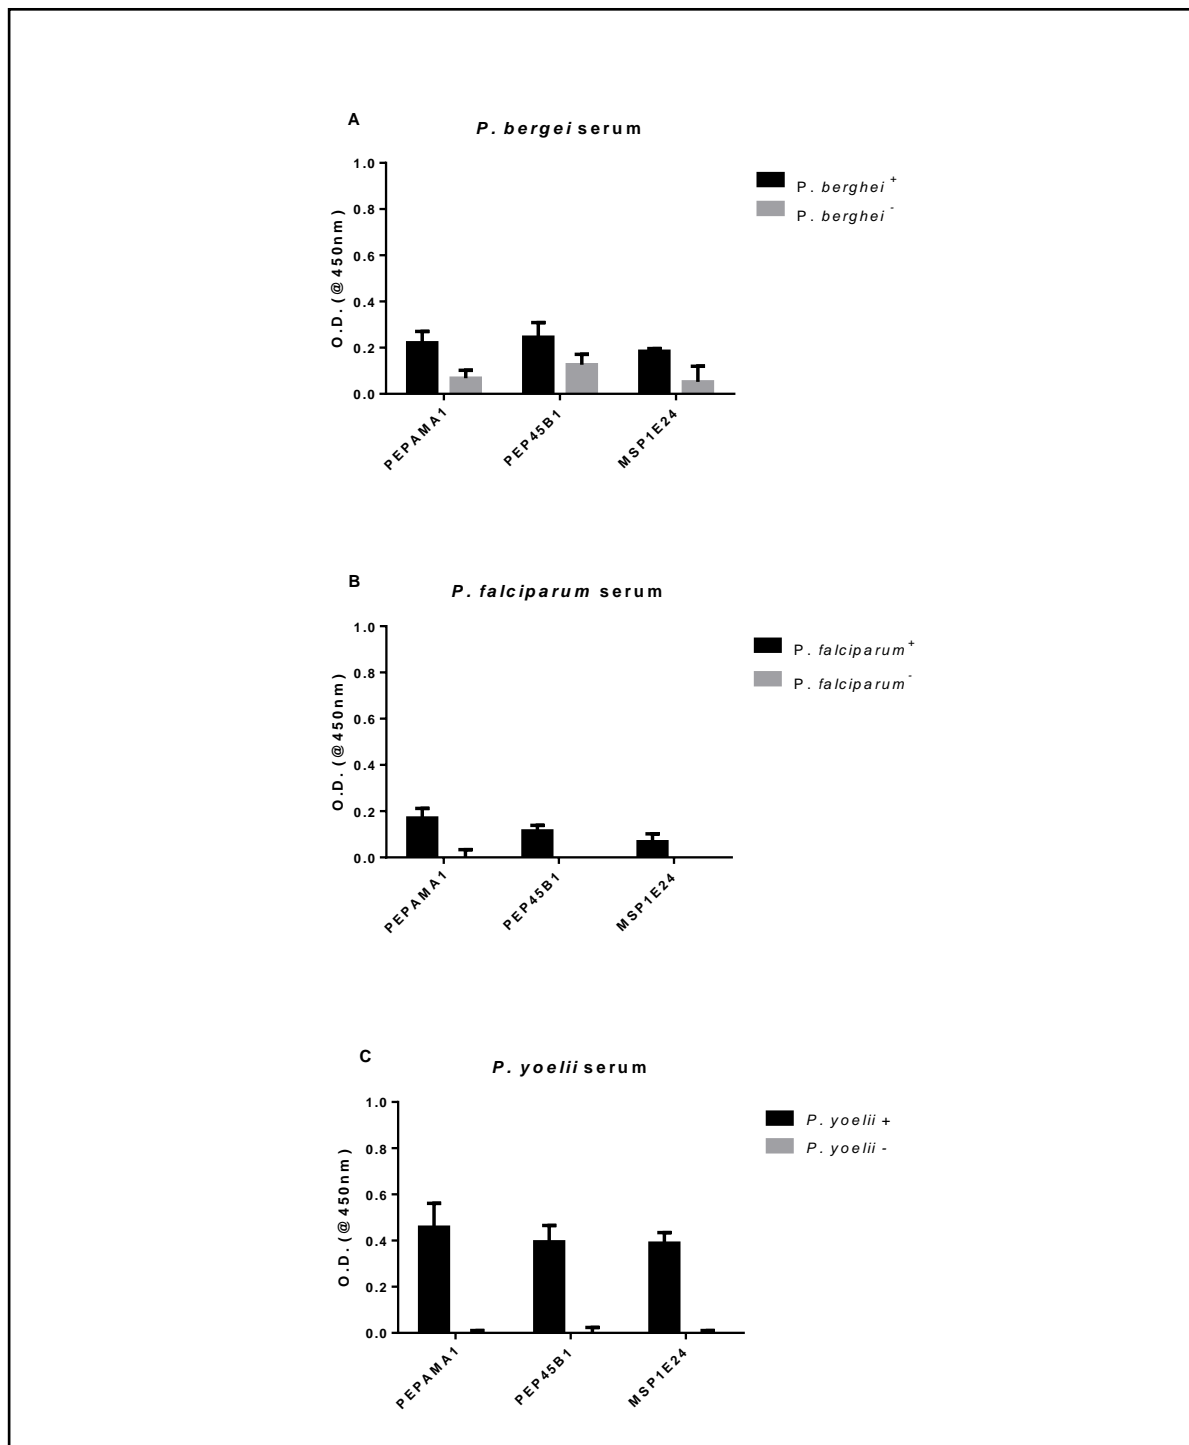 A
P. bergei serum
1.0
0.8
0.6
0.4
0.2
0.0
O.D. (@450nm)
PEPAMA1
PEP45B1
MSP1E24
P. berghei +
P. berghei -
B
P. falciparum serum
1.0
0.8
0.6
0.4
0.2
0.0
O.D. (@450nm)
PEPAMA1
PEP45B1
MSP1E24
P. falciparum +
P. falciparum -
C
P. yoelii serum
1.0
0.8
0.6
0.4
0.2
0.0
O.D. (@450nm)
PEPAMA1
PEP45B1
MSP1E24
P. yoelii +
P. yoelii -